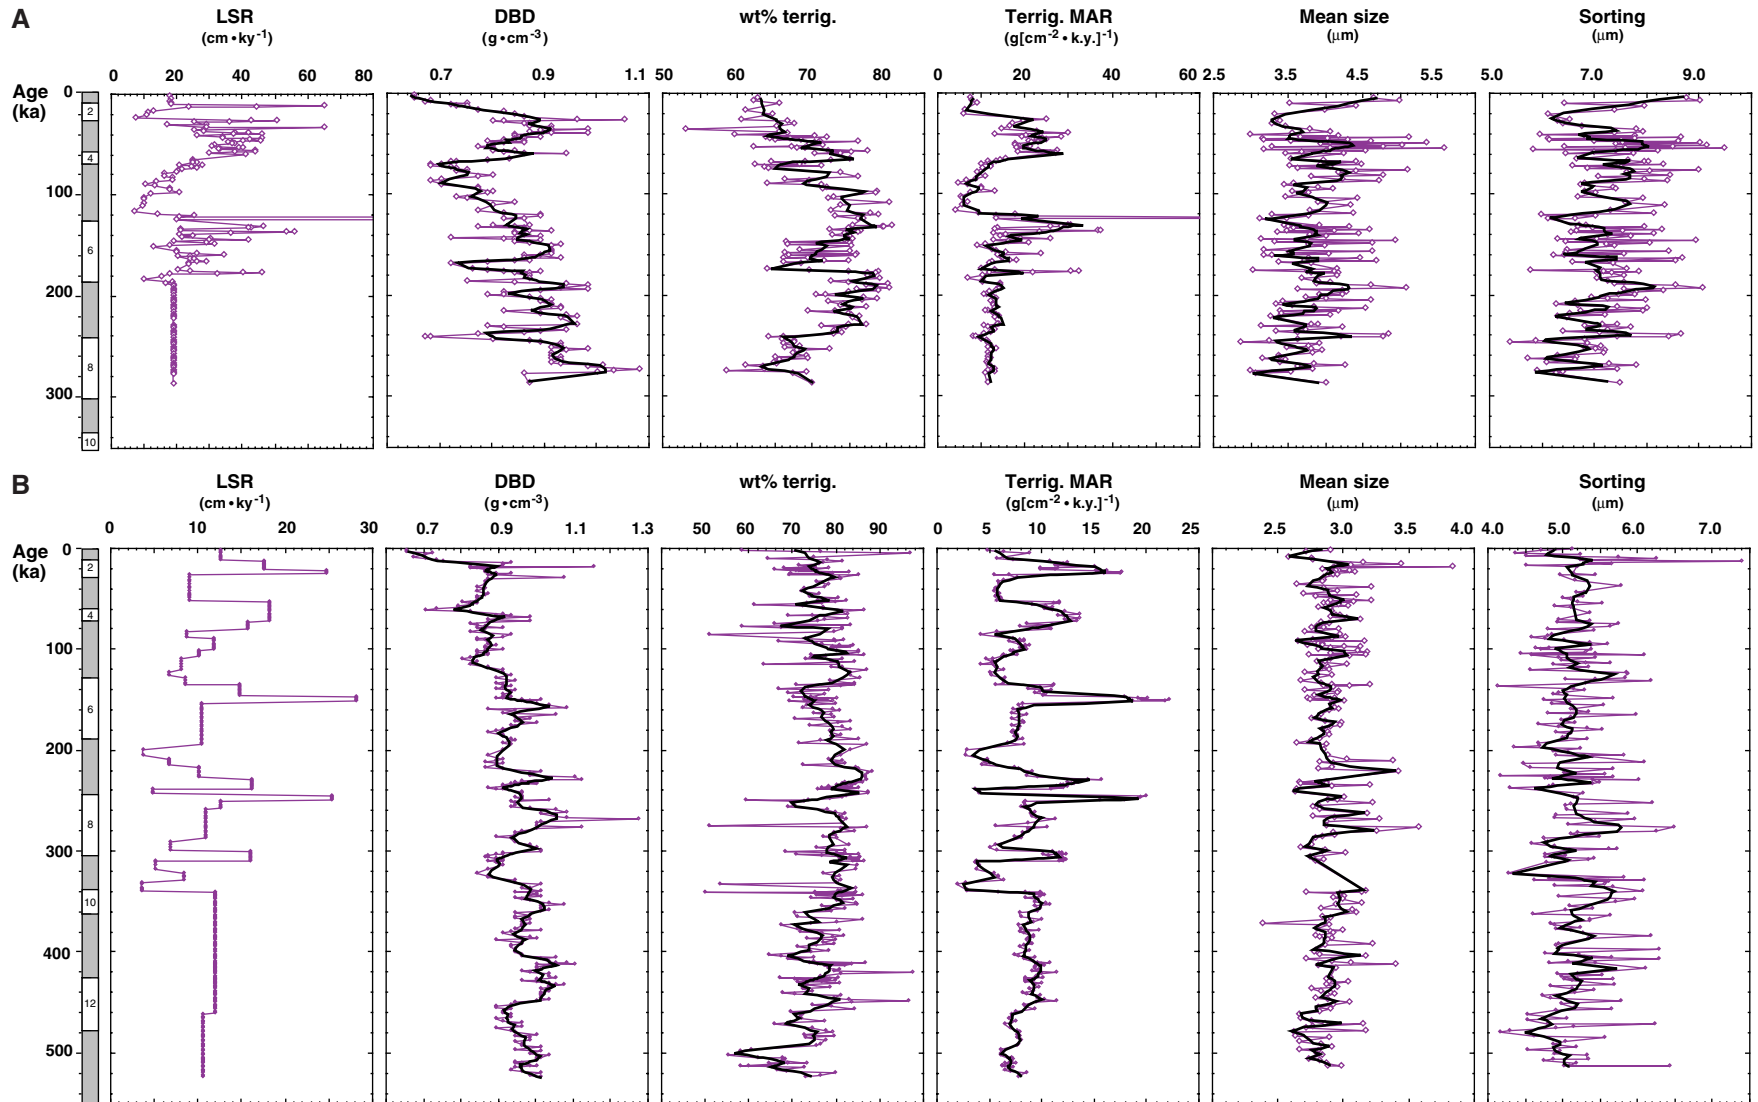 A
LSR DBD wt% terrig. Terrig. MAR Mean size Sorting
(cm•ky-1) (g•cm-3) (g[cm-2 • k.y.]-1) (μm) (μm)
0 20 40 60 80 0.7 0.9 1.1 50 60 70 80 0 20 40 60 2.5 3.5 4.5 5.5 5.0 7.0 9.0
Age 0
(ka) 2
4
100
6
200
8
300
10
B
LSR DBD wt% terrig. Terrig. MAR Mean size Sorting
(cm•ky-1) (g•cm-3) (g[cm-2 • k.y.]-1) (μm) (μm)
0 10 20 30 0.7 0.9 1.1 1.3 50 60 70 80 90 0 5 10 15 20 25 2.5 3.0 3.5 4.0 4.0 5.0 6.0 7.0
Age 0
(ka) 2
4
100
6
200
8
300
10
400
12
500